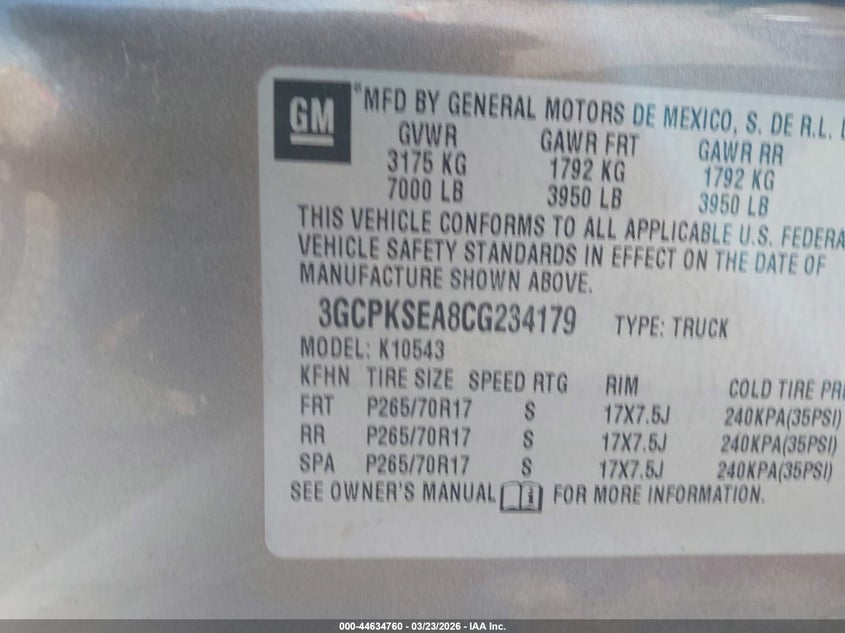 GM
®MFD BY GENERAL MOTORS DE MEXICO, S. DE R.L.
GVWR GAWR FRT GAWR RR
3175 KG 1792 KG 1792 KG
7000 LB 3950 LB 3950 LB
THIS VEHICLE CONFORMS TO ALL APPLICABLE U.S. FEDERA
VEHICLE SAFETY STANDARDS IN EFFECT ON THE DATE OF
MANUFACTURE SHOWN ABOVE.
3GCPKSEA8CG234179 TYPE: TRUCK
MODEL: K10543
KFHN TIRE SIZE SPEED RTG RIM COLD TIRE PR
FRT P265/70R17 S 17X7.5J 240KPA(35PSI)
RR P265/70R17 S 17X7.5J 240KPA(35PSI)
SPA P265/70R17 S 17X7.5J 240KPA(35PSI)
SEE OWNER'S MANUAL FOR MORE INFORMATION.
000-44634760 - 03/23/2026 - IAA Inc.